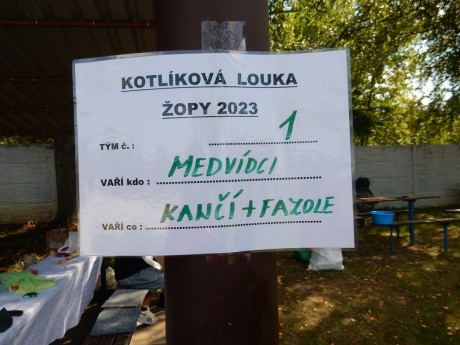 KOTLÍKOVÁ LOUKA
ŽOPY 2023
TÝM č.: 1
VAŘÍ kdo: MEDVÍDCI
VAŘÍ co: KANČÍ + FAZOLE